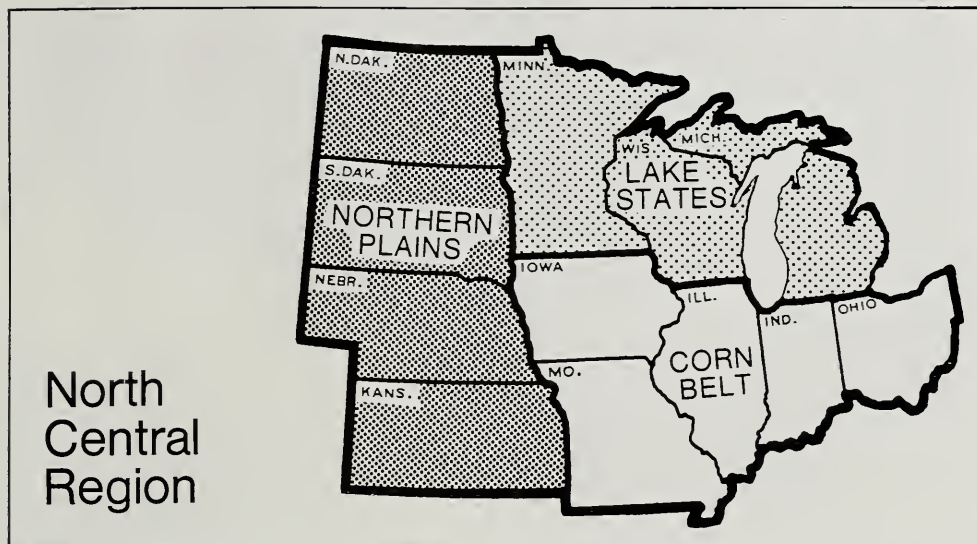 N.DAK.
MINN.
S.DAK.
WIS.
MICH.
LAKE
STATES
NORTHERN
PLAINS
NEBR.
IOWA
ILL.
IND.
OHIO
MO.
CORN
BELT
KANS.
North
Central
Region